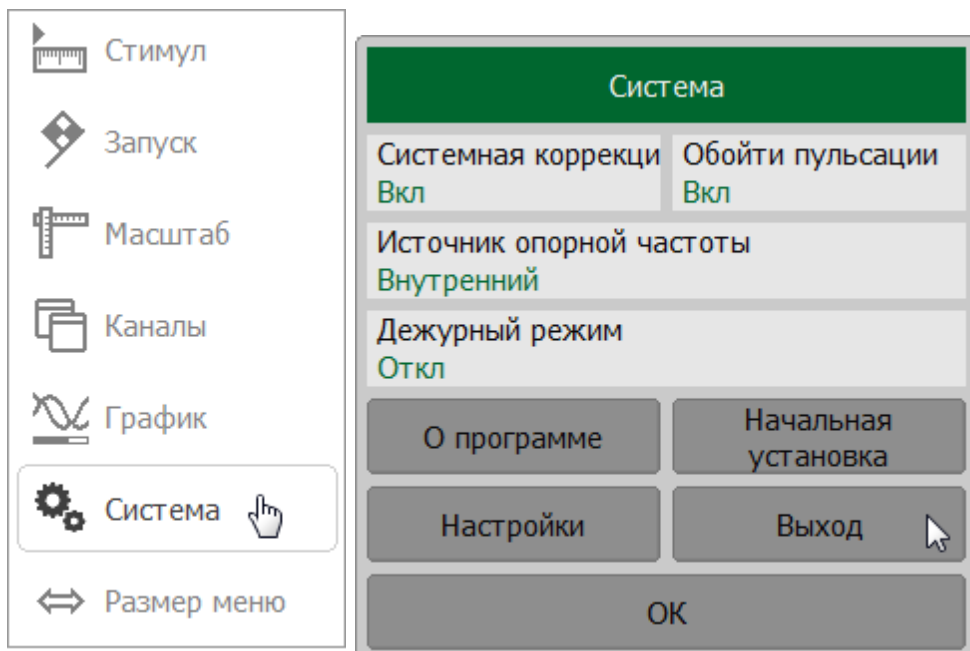 Стимул
Запуск
Масштаб
Каналы
График
Система
Размер меню
Система
Системная коррекци
Вкл
Обойти пульсации
Вкл
Источник опорной частоты
Внутренний
Дежурный режим
Откл
О программе
Начальная
установка
Настройки
Выход
ОК